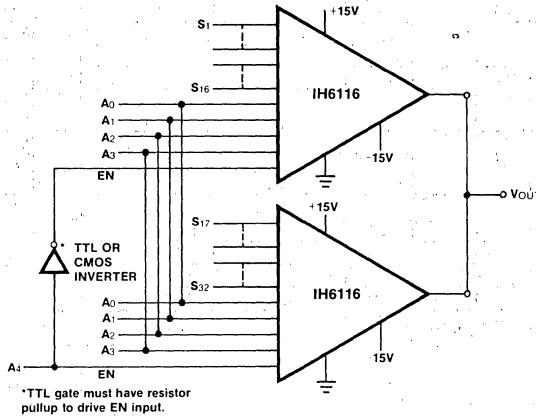 +15V
S1
S16
IH6116
A0
A1
A2
A3
EN
-15V
VOUT
+15V
S17
S32
IH6116
* TTL OR
CMOS
INVERTER
A0
A1
A2
A3
A4
EN
15V
*TTL gate must have resistor
pullup to drive EN input.